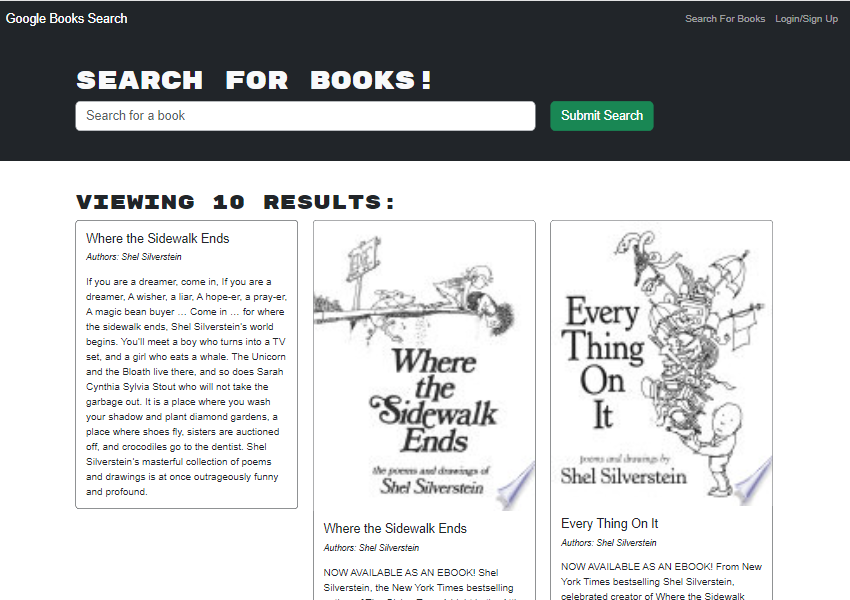 Google Books Search
Search For Books
Login/Sign Up
SEARCH FOR BOOKS!
Search for a book
Submit Search
VIEWING 10 RESULTS:
Where the Sidewalk Ends
Authors: Shel Silverstein
If you are a dreamer, come in, If you are a
dreamer, A wisher, a liar, A hope-er, a pray-er,
A magic bean buyer … Come in … for where
the sidewalk ends, Shel Silverstein's world
begins. You'll meet a boy who turns into a TV
set, and a girl who eats a whale. The Unicorn
and the Bloath live there, and so does Sarah
Cynthia Sylvia Stout who will not take the
garbage out. It is a place where you wash
your shadow and plant diamond gardens, a
place where shoes fly, sisters are auctioned
off, and crocodiles go to the dentist. Shel
Silverstein's masterful collection of poems
and drawings is at once outrageously funny
and profound.
Where
the
Sidewalk
Ends
the poems and drawings of
Shel Silverstein
Where the Sidewalk Ends
Authors: Shel Silverstein
NOW AVAILABLE AS AN EBOOK! Shel
Silverstein, the New York Times bestselling
Every
Thing
On
It
poems and drawings by
Shel Silverstein
Every Thing On It
Authors: Shel Silverstein
NOW AVAILABLE AS AN EBOOK! From New
York Times bestselling Shel Silverstein,
celebrated creator of Where the Sidewalk